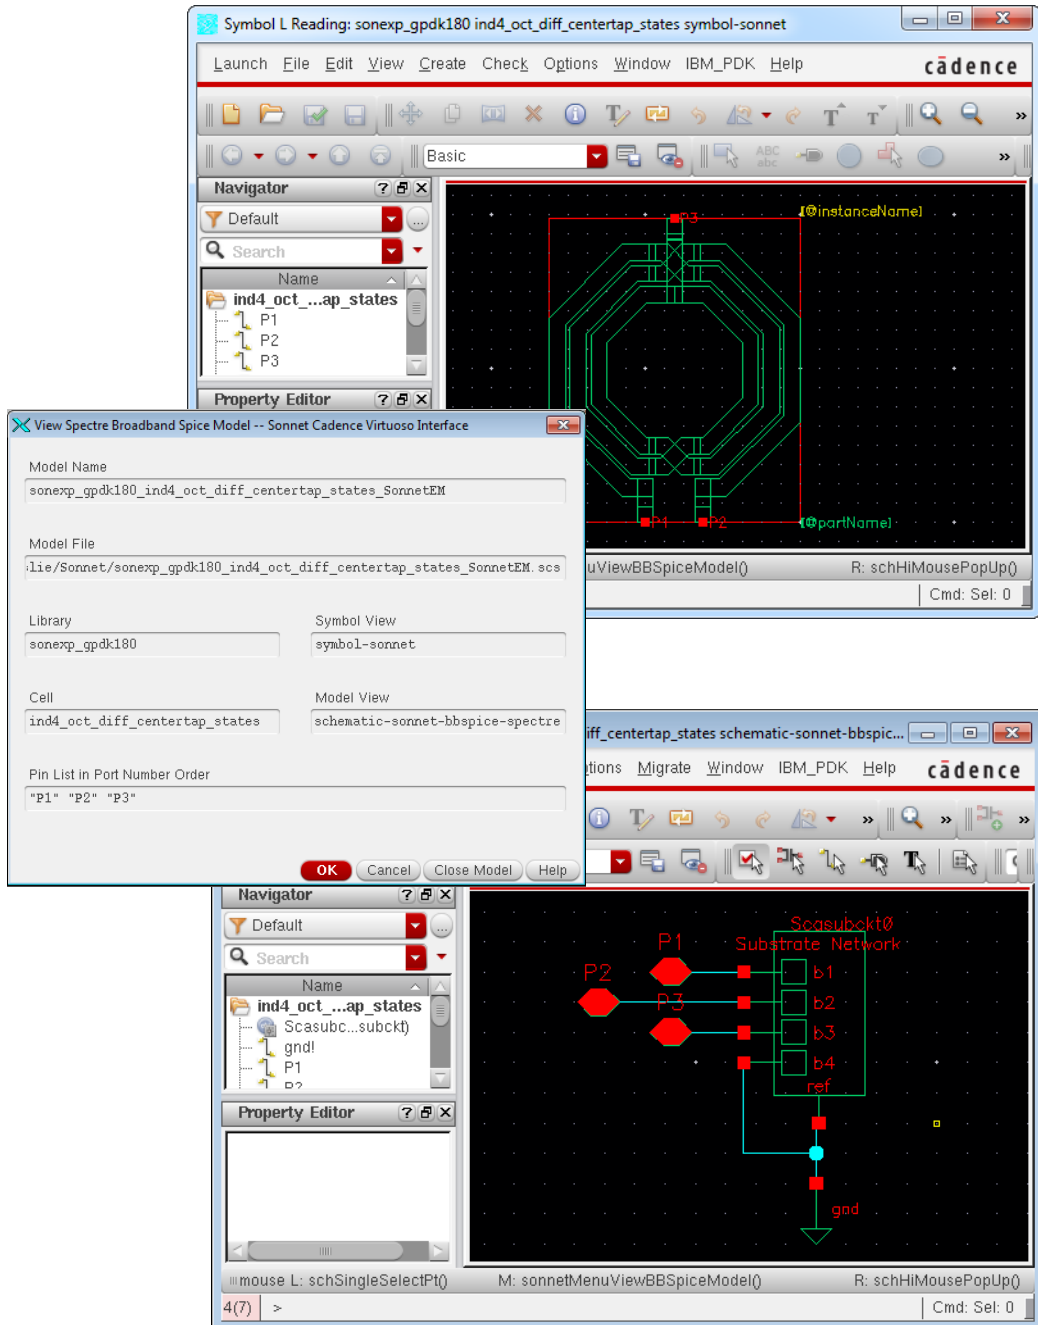 Symbol L Reading: sonexp_gpdk180 ind4_oct_diff_centertap_states symbol-sonnet
Launch File Edit View Create Check Options Window IBM_PDK Help cādence
Basic
ABC
abc
Navigator
Default
Search
Name
ind4_oct_...ap_states
P1
P2
P3
Property Editor
P3
[@instanceName]
P1 P2
[@partName]
uViewBBSpiceModel() R: schHiMousePopUp()
Cmd: Sel: 0
View Spectre Broadband Spice Model -- Sonnet Cadence Virtuoso Interface
Model Name
sonexp_gpdk180_ind4_oct_diff_centertap_states_SonnetEM
Model File
:lie/Sonnet/sonexp_gpdk180_ind4_oct_diff_centertap_states_SonnetEM.scs
Library Symbol View
sonexp_gpdk180 symbol-sonnet
Cell Model View
ind4_oct_diff_centertap_states schematic-sonnet-bbspice-spectre
Pin List in Port Number Order
"P1" "P2" "P3"
OK Cancel Close Model Help
iff_centertap_states schematic-sonnet-bbspic...
tions Migrate Window IBM_PDK Help cādence
Navigator
Default
Search
Name
ind4_oct_...ap_states
Scasubc...subckt)
gnd!
P1
P2
Property Editor
Scasubckt0
Substrate Network
P1
b1
P2
b2
P3
b3
b4
ref
gnd
mouse L: schSingleSelectPt() M: sonnetMenuViewBBSpiceModel() R: schHiMousePopUp()
4(7) > Cmd: Sel: 0